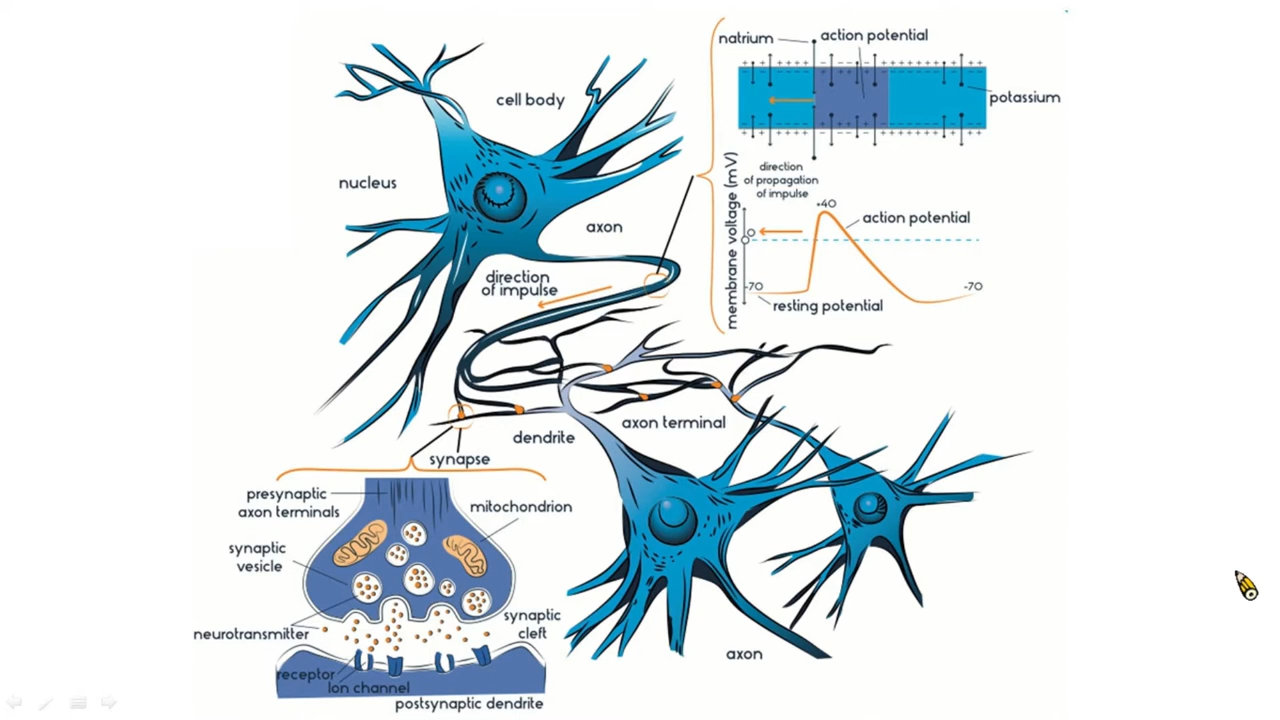 natrium
action potential
cell body
potassium
nucleus
direction
of propagation
of impulse
membrane voltage (mV)
+40
action potential
0
axon
-70
-70
resting potential
direction
of impulse
axon terminal
dendrite
synapse
presynaptic
axon terminals
mitochondrion
synaptic
vesicle
synaptic
cleft
neurotransmitter
axon
receptor
Ion channel
postsynaptic dendrite